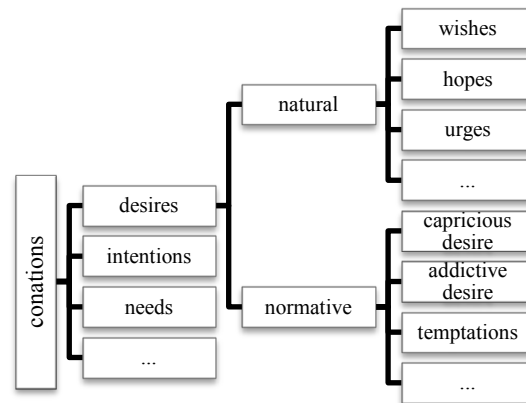 conations
desires
intentions
needs
...
natural
normative
wishes
hopes
urges
...
capricious
desire
addictive
desire
temptations
...